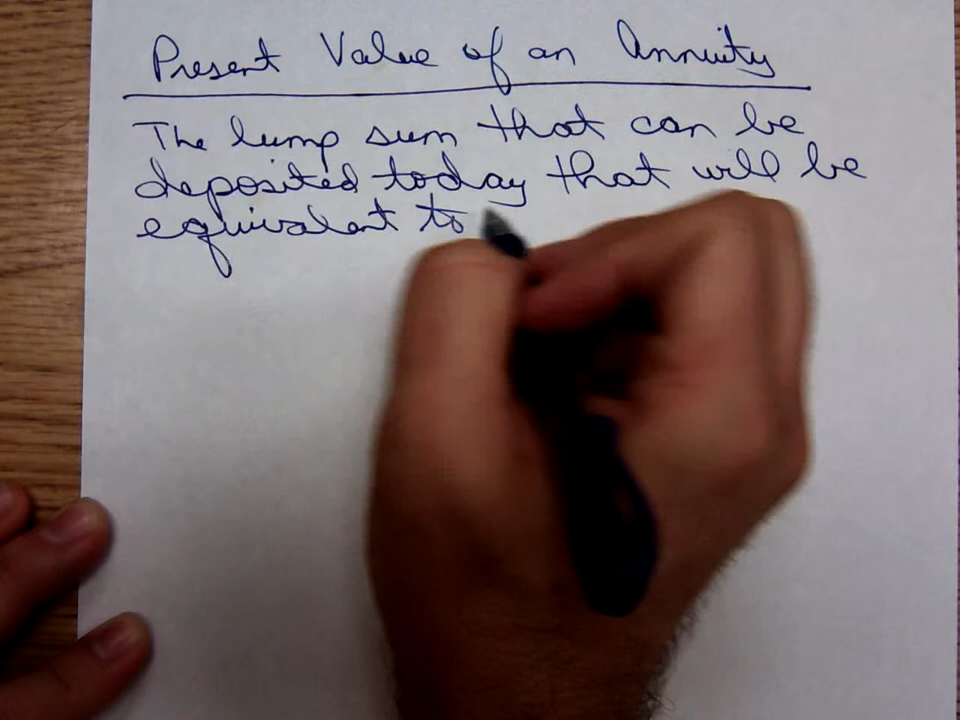 Present Value of an Annuity
The lump sum that can be
deposited today that will be
equivalent to